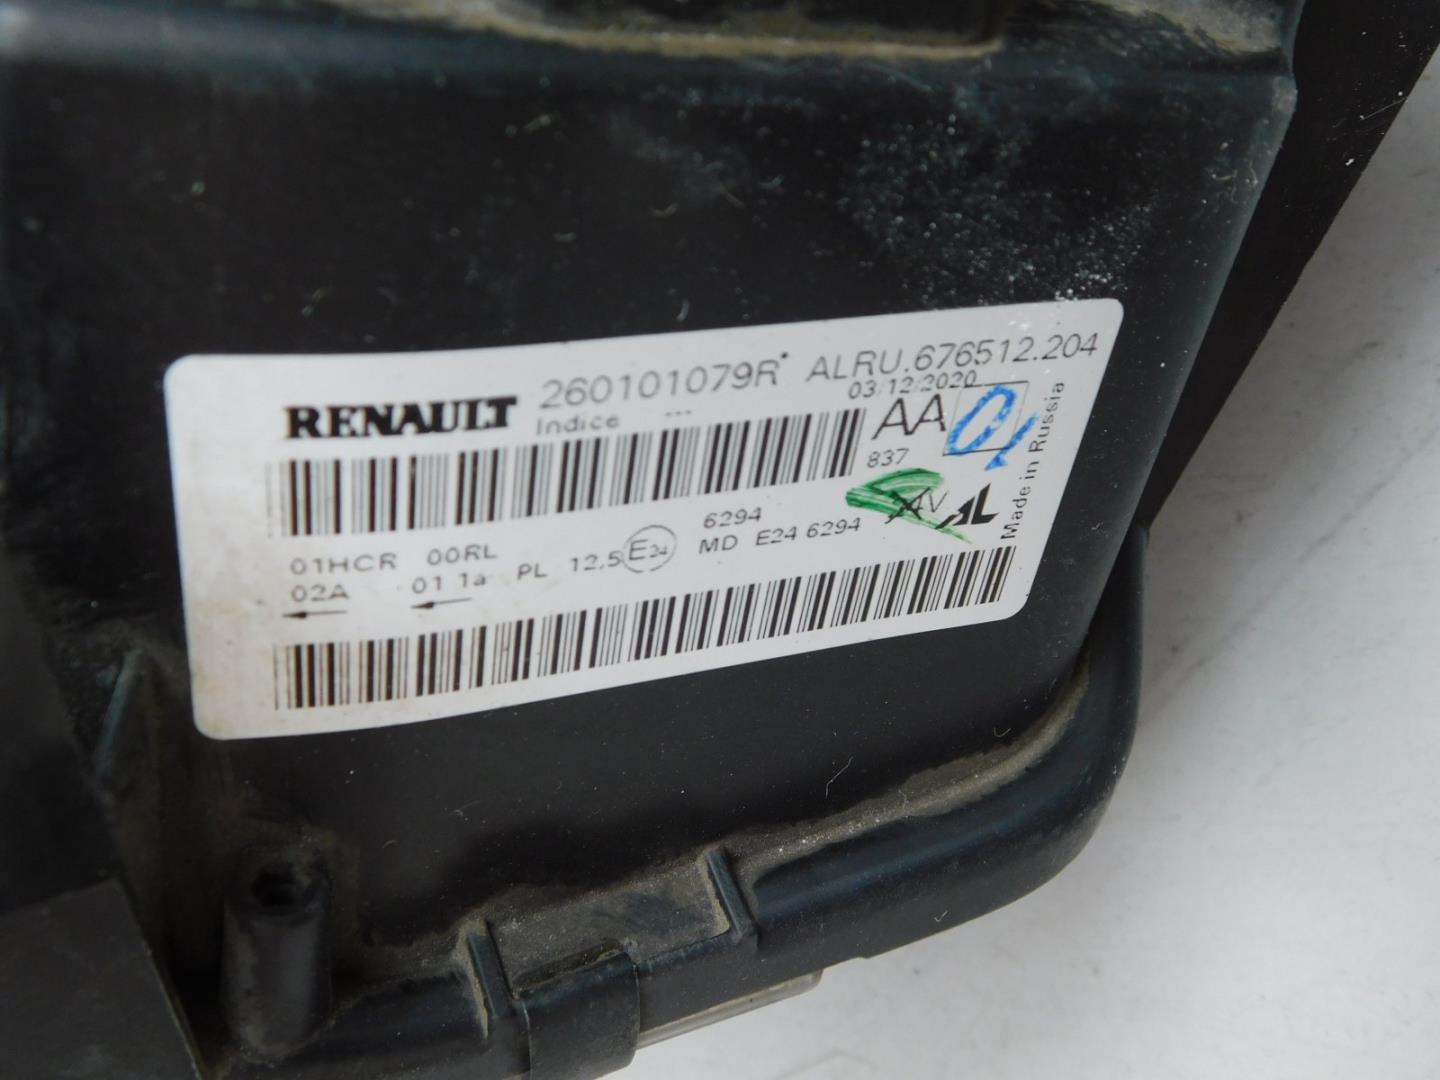 RENAULT 260101079R* ALRU.676512.204
Indice ---
03/12/2020
AA 01
837
AL
Made in Russia
01HCR 00RL
02A 01 1a PL 12.5 E24
6294
MD E24 6294